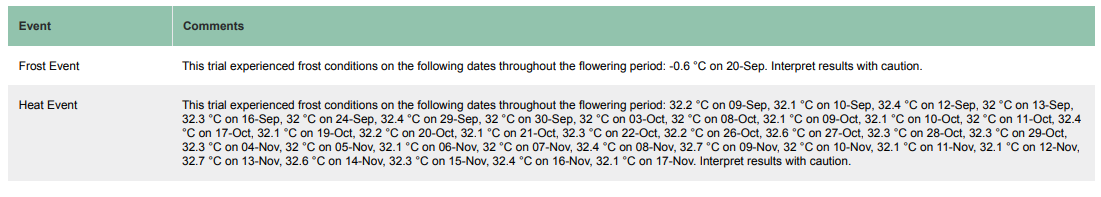 Event Comments
Frost Event This trial experienced frost conditions on the following dates throughout the flowering period: -0.6 °C on 20-Sep. Interpret results with caution.
Heat Event This trial experienced frost conditions on the following dates throughout the flowering period: 32.2 °C on 09-Sep, 32.1 °C on 10-Sep, 32.4 °C on 12-Sep, 32 °C on 13-Sep,
32.3 °C on 16-Sep, 32 °C on 24-Sep, 32.4 °C on 29-Sep, 32 °C on 30-Sep, 32 °C on 03-Oct, 32 °C on 08-Oct, 32.1 °C on 09-Oct, 32.1 °C on 10-Oct, 32 °C on 11-Oct, 32.4
°C on 17-Oct, 32.1 °C on 19-Oct, 32.2 °C on 20-Oct, 32.1 °C on 21-Oct, 32.3 °C on 22-Oct, 32.2 °C on 26-Oct, 32.6 °C on 27-Oct, 32.3 °C on 28-Oct, 32.3 °C on 29-Oct,
32.3 °C on 04-Nov, 32 °C on 05-Nov, 32.1 °C on 06-Nov, 32 °C on 07-Nov, 32.4 °C on 08-Nov, 32.7 °C on 09-Nov, 32 °C on 10-Nov, 32.1 °C on 11-Nov, 32.1 °C on 12-Nov,
32.7 °C on 13-Nov, 32.6 °C on 14-Nov, 32.3 °C on 15-Nov, 32.4 °C on 16-Nov, 32.1 °C on 17-Nov. Interpret results with caution.